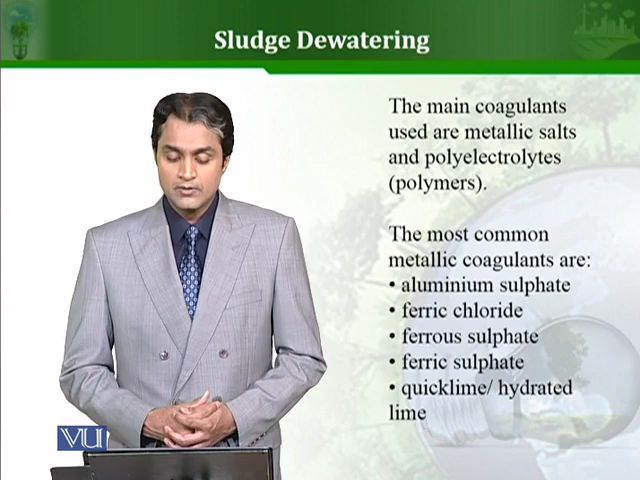 Sludge Dewatering
The main coagulants
used are metallic salts
and polyelectrolytes
(polymers).
The most common
metallic coagulants are:
• aluminium sulphate
• ferric chloride
• ferrous sulphate
• ferric sulphate
• quicklime/ hydrated
lime
VU